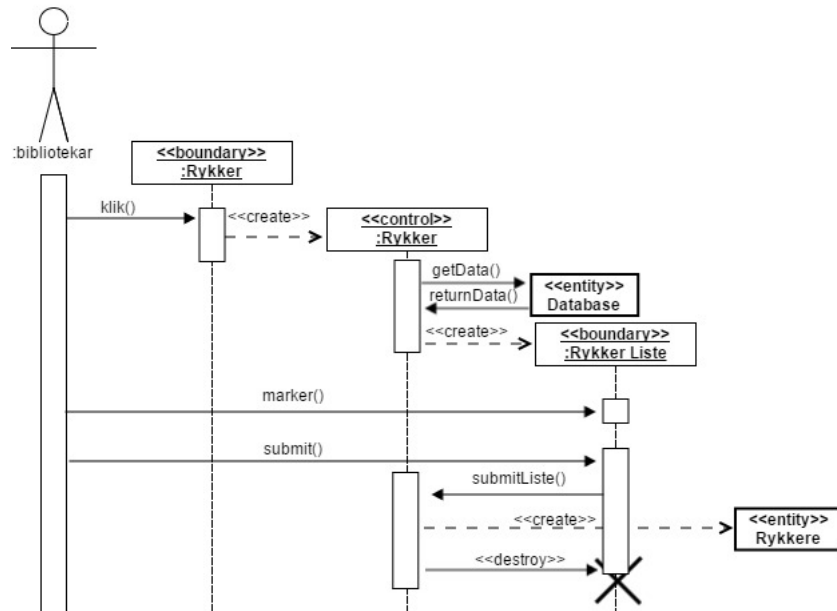 :bibliotekar
<<boundary>>
:Rykker
klik()
<<create>>
<<control>>
:Rykker
getData()
returnData()
<<entity>>
Database
<<create>>
<<boundary>>
:Rykker Liste
marker()
submit()
submitListe()
<<create>>
<<entity>>
Rykkere
<<destroy>>